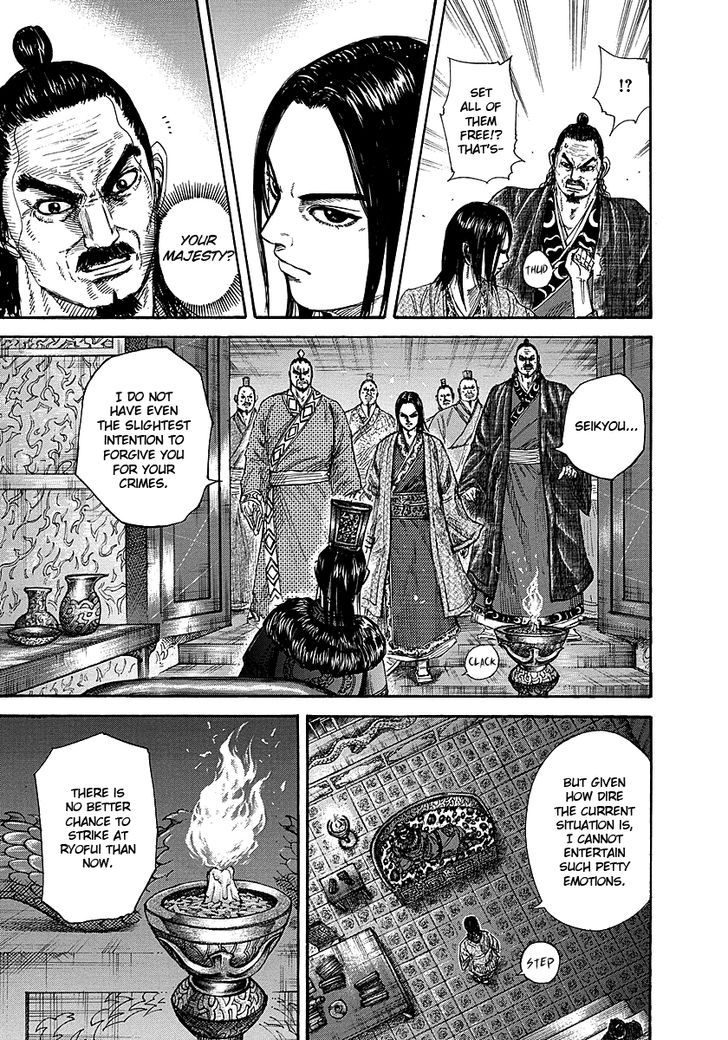 !?
SET
ALL OF
THEM
FREE!?
THAT'S-
THUD
YOUR
MAJESTY?
SEIKYOU...
I DO NOT
HAVE EVEN
THE SLIGHTEST
INTENTION TO
FORGIVE YOU
FOR YOUR
CRIMES.
CLACK
BUT GIVEN
HOW DIRE
THE CURRENT
SITUATION IS,
I CANNOT
ENTERTAIN
SUCH PETTY
EMOTIONS.
STEP
THERE IS
NO BETTER
CHANCE TO
STRIKE AT
RYOFUI THAN
NOW.